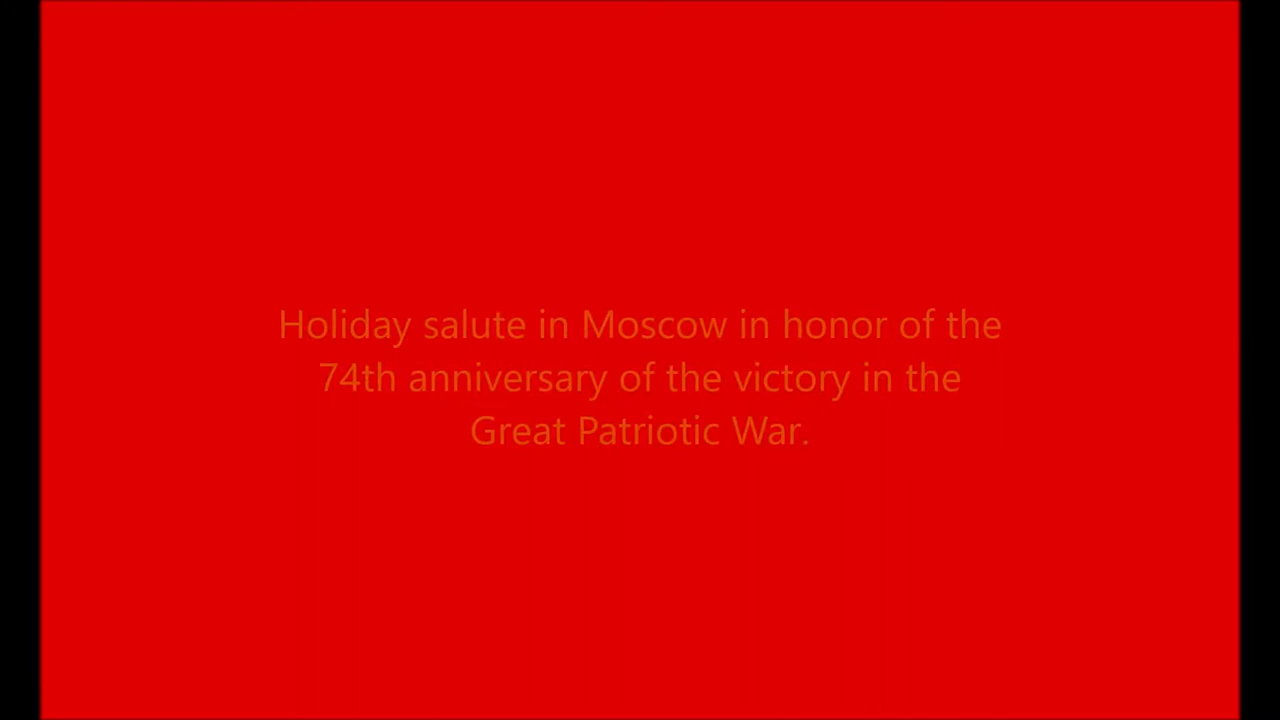 Holiday salute in Moscow in honor of the
74th anniversary of the victory in the
Great Patriotic War.